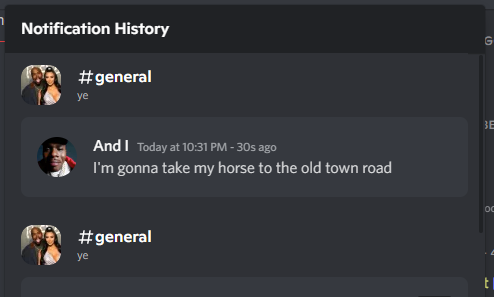 Notification History
#general
ye
And I Today at 10:31 PM - 30s ago
I'm gonna take my horse to the old town road
#general
ye